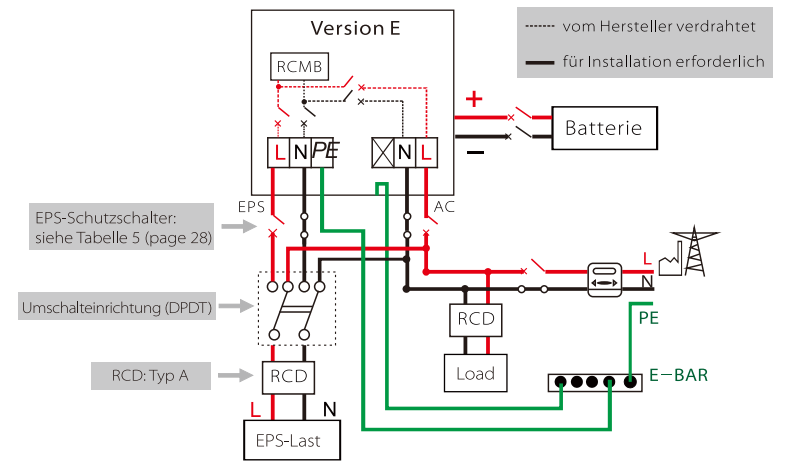 Version E
vom Hersteller verdrahtet
für Installation erforderlich
RCMB
+
Batterie
−
L N PE
N L
EPS
AC
EPS-Schutzschalter:
siehe Tabelle 5 (page 28)
L
N
Umschalteinrichtung (DPDT)
RCD
PE
RCD: Typ A
RCD
Load
E−BAR
L
N
EPS-Last